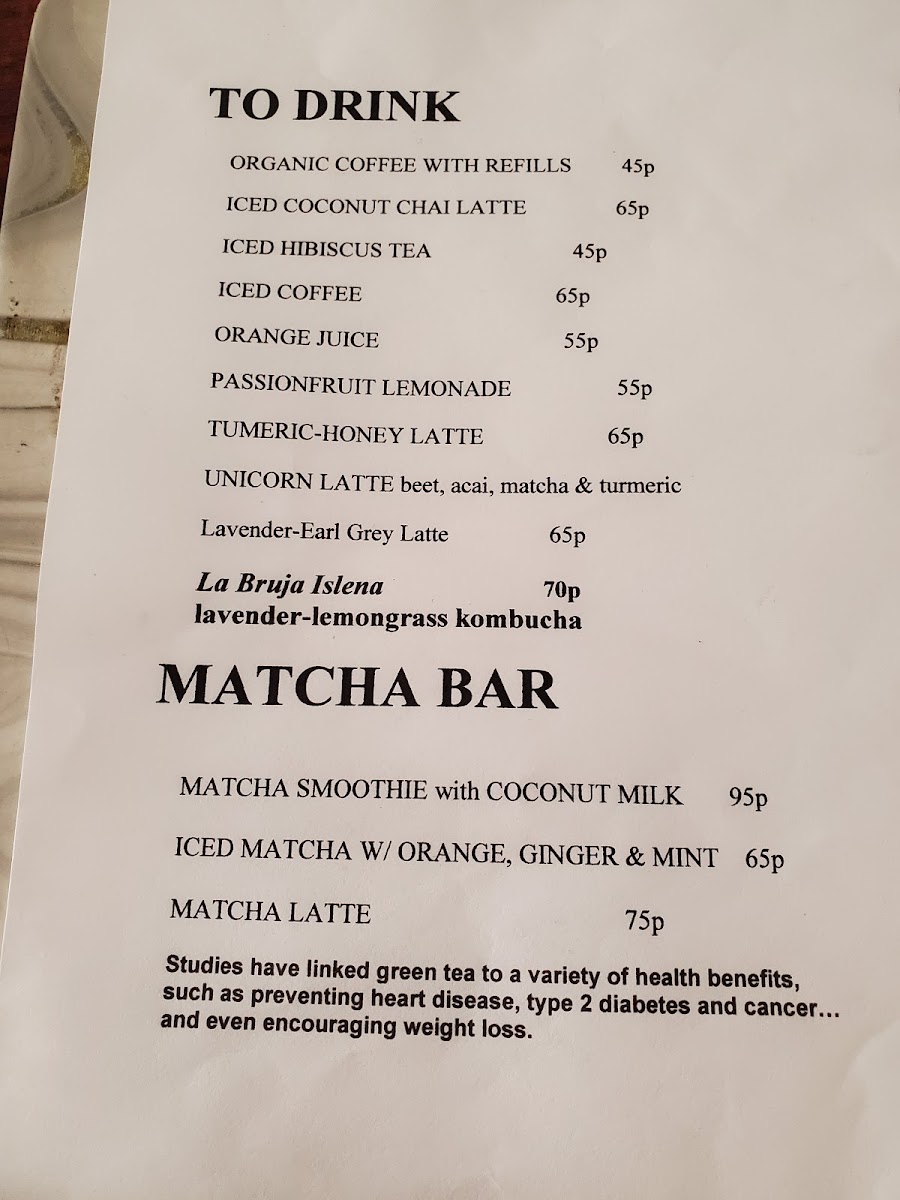 TO DRINK
ORGANIC COFFEE WITH REFILLS 45p
ICED COCONUT CHAI LATTE 65p
ICED HIBISCUS TEA 45p
ICED COFFEE 65p
ORANGE JUICE 55p
PASSIONFRUIT LEMONADE 55p
TUMERIC-HONEY LATTE 65p
UNICORN LATTE beet, acai, matcha & turmeric
Lavender-Earl Grey Latte 65p
La Bruja Islena 70p
lavender-lemongrass kombucha
MATCHA BAR
MATCHA SMOOTHIE with COCONUT MILK 95p
ICED MATCHA W/ ORANGE, GINGER & MINT 65p
MATCHA LATTE 75p
Studies have linked green tea to a variety of health benefits,
such as preventing heart disease, type 2 diabetes and cancer...
and even encouraging weight loss.